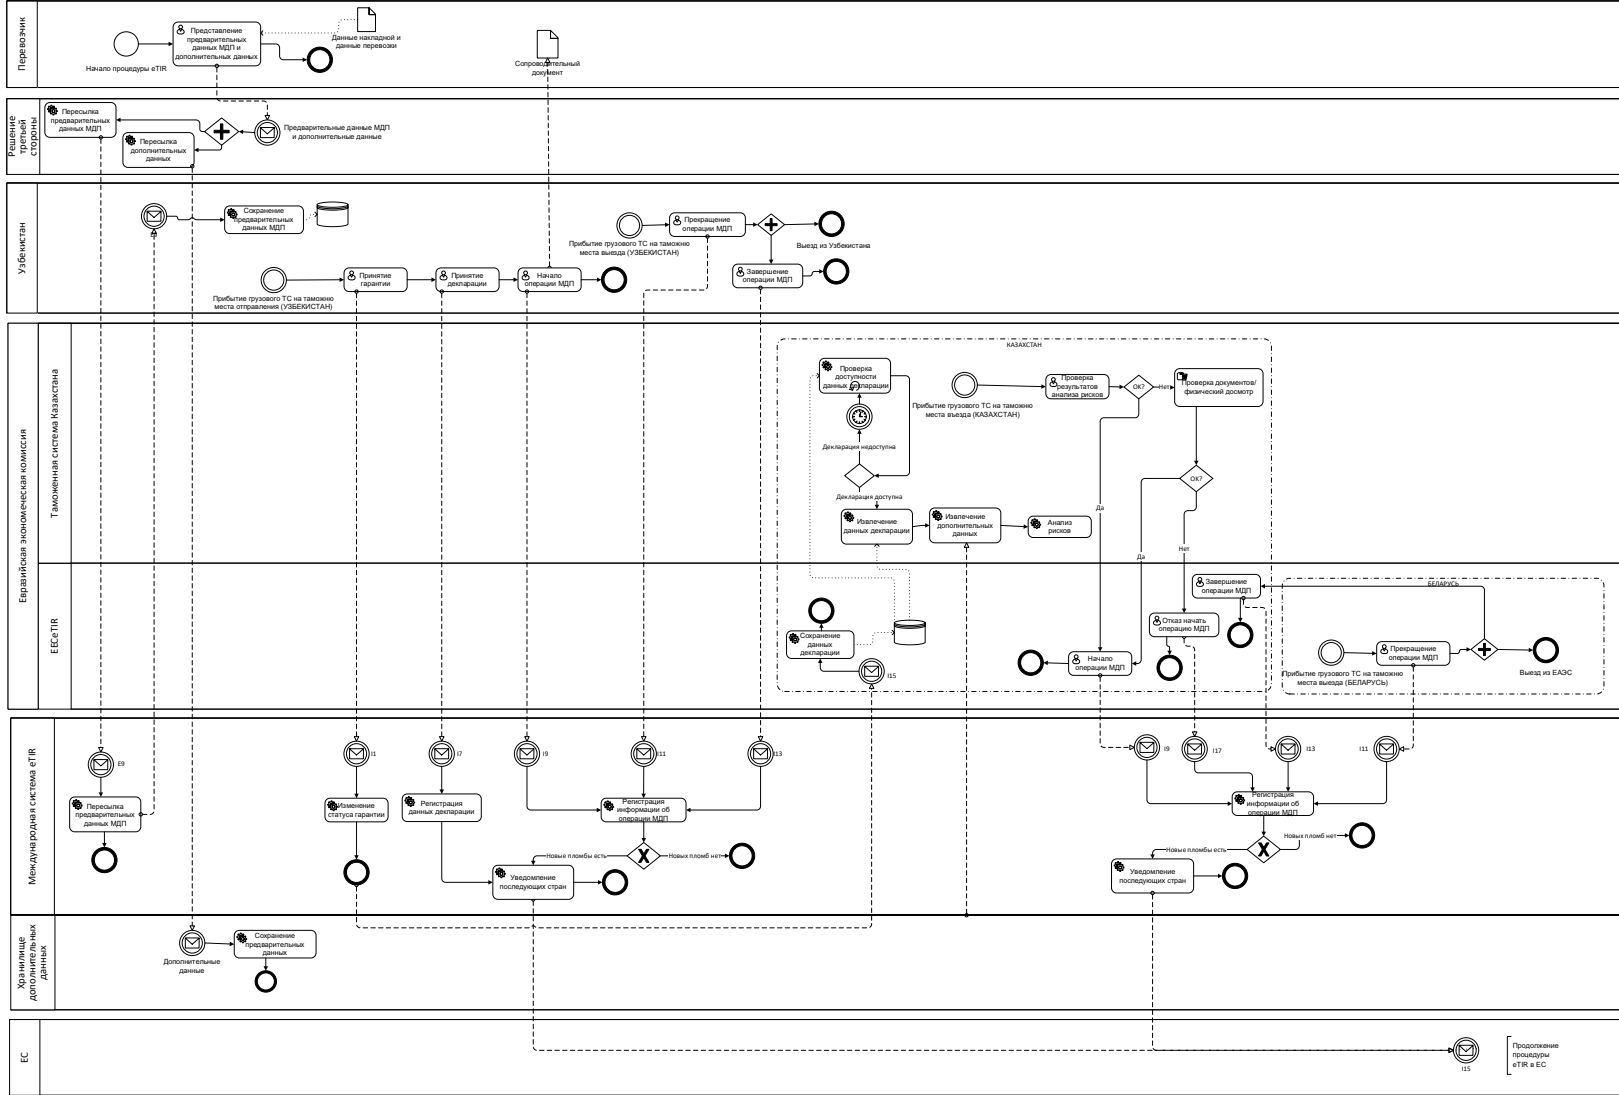 Перевозчик
Начало процедуры eTIR
Представление
предварительных
данных МДП и
дополнительных данных
Данные накладной и
данные перевозки
Сопроводительный
документ
Решение
третьей
стороны
Пересылка
предварительных
данных МДП
Пересылка
дополнительных
данных
Предварительные данные МДП
и дополнительные данные
Узбекистан
Сохранение
предварительных
данных МДП
Прибытие грузового ТС на таможню
места отправления (УЗБЕКИСТАН)
Принятие
гарантии
Принятие
декларации
Начало
операции МДП
Прибытие грузового ТС на таможню
места выезда (УЗБЕКИСТАН)
Прекращение
операции МДП
Выезд из Узбекистана
Завершение
операции МДП
Евразийская экономическая комиссия
Таможенная система Казахстана
КАЗАХСТАН
Проверка
доступности
данных декларации
Декларация недоступна
Декларация доступна
Извлечение
данных декларации
Извлечение
дополнительных
данных
Анализ
рисков
Прибытие грузового ТС на таможню
места въезда (КАЗАХСТАН)
Проверка
результатов
анализа рисков
ОК?
Нет
Проверка документов/
физический досмотр
ОК?
Да
Да
Нет
EECeTIR
Сохранение
данных
декларации
I15
Начало
операции МДП
Отказ начать
операцию МДП
Завершение
операции МДП
БЕЛАРУСЬ
Прибытие грузового ТС на таможню
места выезда (БЕЛАРУСЬ)
Прекращение
операции МДП
Выезд из ЕАЭС
Международная система eTIR
E9
Пересылка
предварительных
данных МДП
I1
Изменение
статуса гарантии
I7
Регистрация
данных декларации
I9
I11
I13
Регистрация
информации об
операции МДП
Новые пломбы есть
Новых пломб нет
Уведомление
последующих стран
I9
I17
I13
I11
Регистрация
информации об
операции МДП
Новые пломбы есть
Новых пломб нет
Уведомление
последующих стран
Хранилище
дополнительных
данных
Дополнительные
данные
Сохранение
предварительных
данных
ЕС
I15
Продолжение
процедуры
eTIR в ЕС